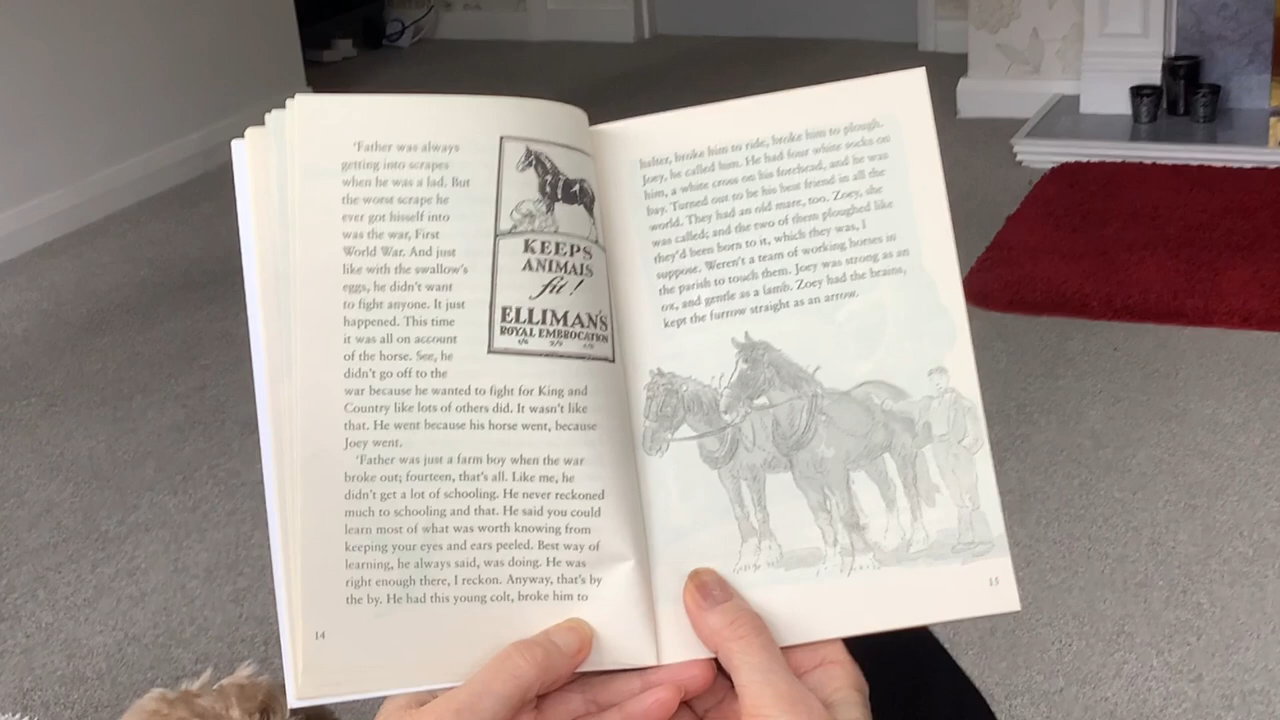 'Father was always
getting into scrapes
when he was a lad. But
the worst scrape he
ever got hisself into
was the war, First
World War. And just
like with the swallow's
eggs, he didn't want
to fight anyone. It just
happened. This time
it was all on account
of the horse. See, he
didn't go off to the
war because he wanted to fight for King and
Country like lots of others did. It wasn't like
that. He went because his horse went, because
Joey went.
'Father was just a farm boy when the war
broke out; fourteen, that's all. Like me, he
didn't get a lot of schooling. He never reckoned
much to schooling and that. He said you could
learn most of what was worth knowing from
keeping your eyes and ears peeled. Best way of
learning, he always said, was doing. He was
right enough there, I reckon. Anyway, that's by
the by. He had this young colt, broke him to
14
KEEPS
ANIMALS
fit!
ELLIMAN'S
ROYAL EMBROCATION
halter, broke him to ride, broke him to plough.
Joey, he called him. He had four white socks on
him, a white cross on his forehead, and he was
bay. Turned out to be his best friend in all the
world. They had an old mare, too. Zoey, she
was called; and the two of them ploughed like
they'd been born to it, which they was, I
suppose. Weren't a team of working horses in
the parish to touch them. Joey was strong as an
ox, and gentle as a lamb. Zoey had the brains,
kept the furrow straight as an arrow.
15